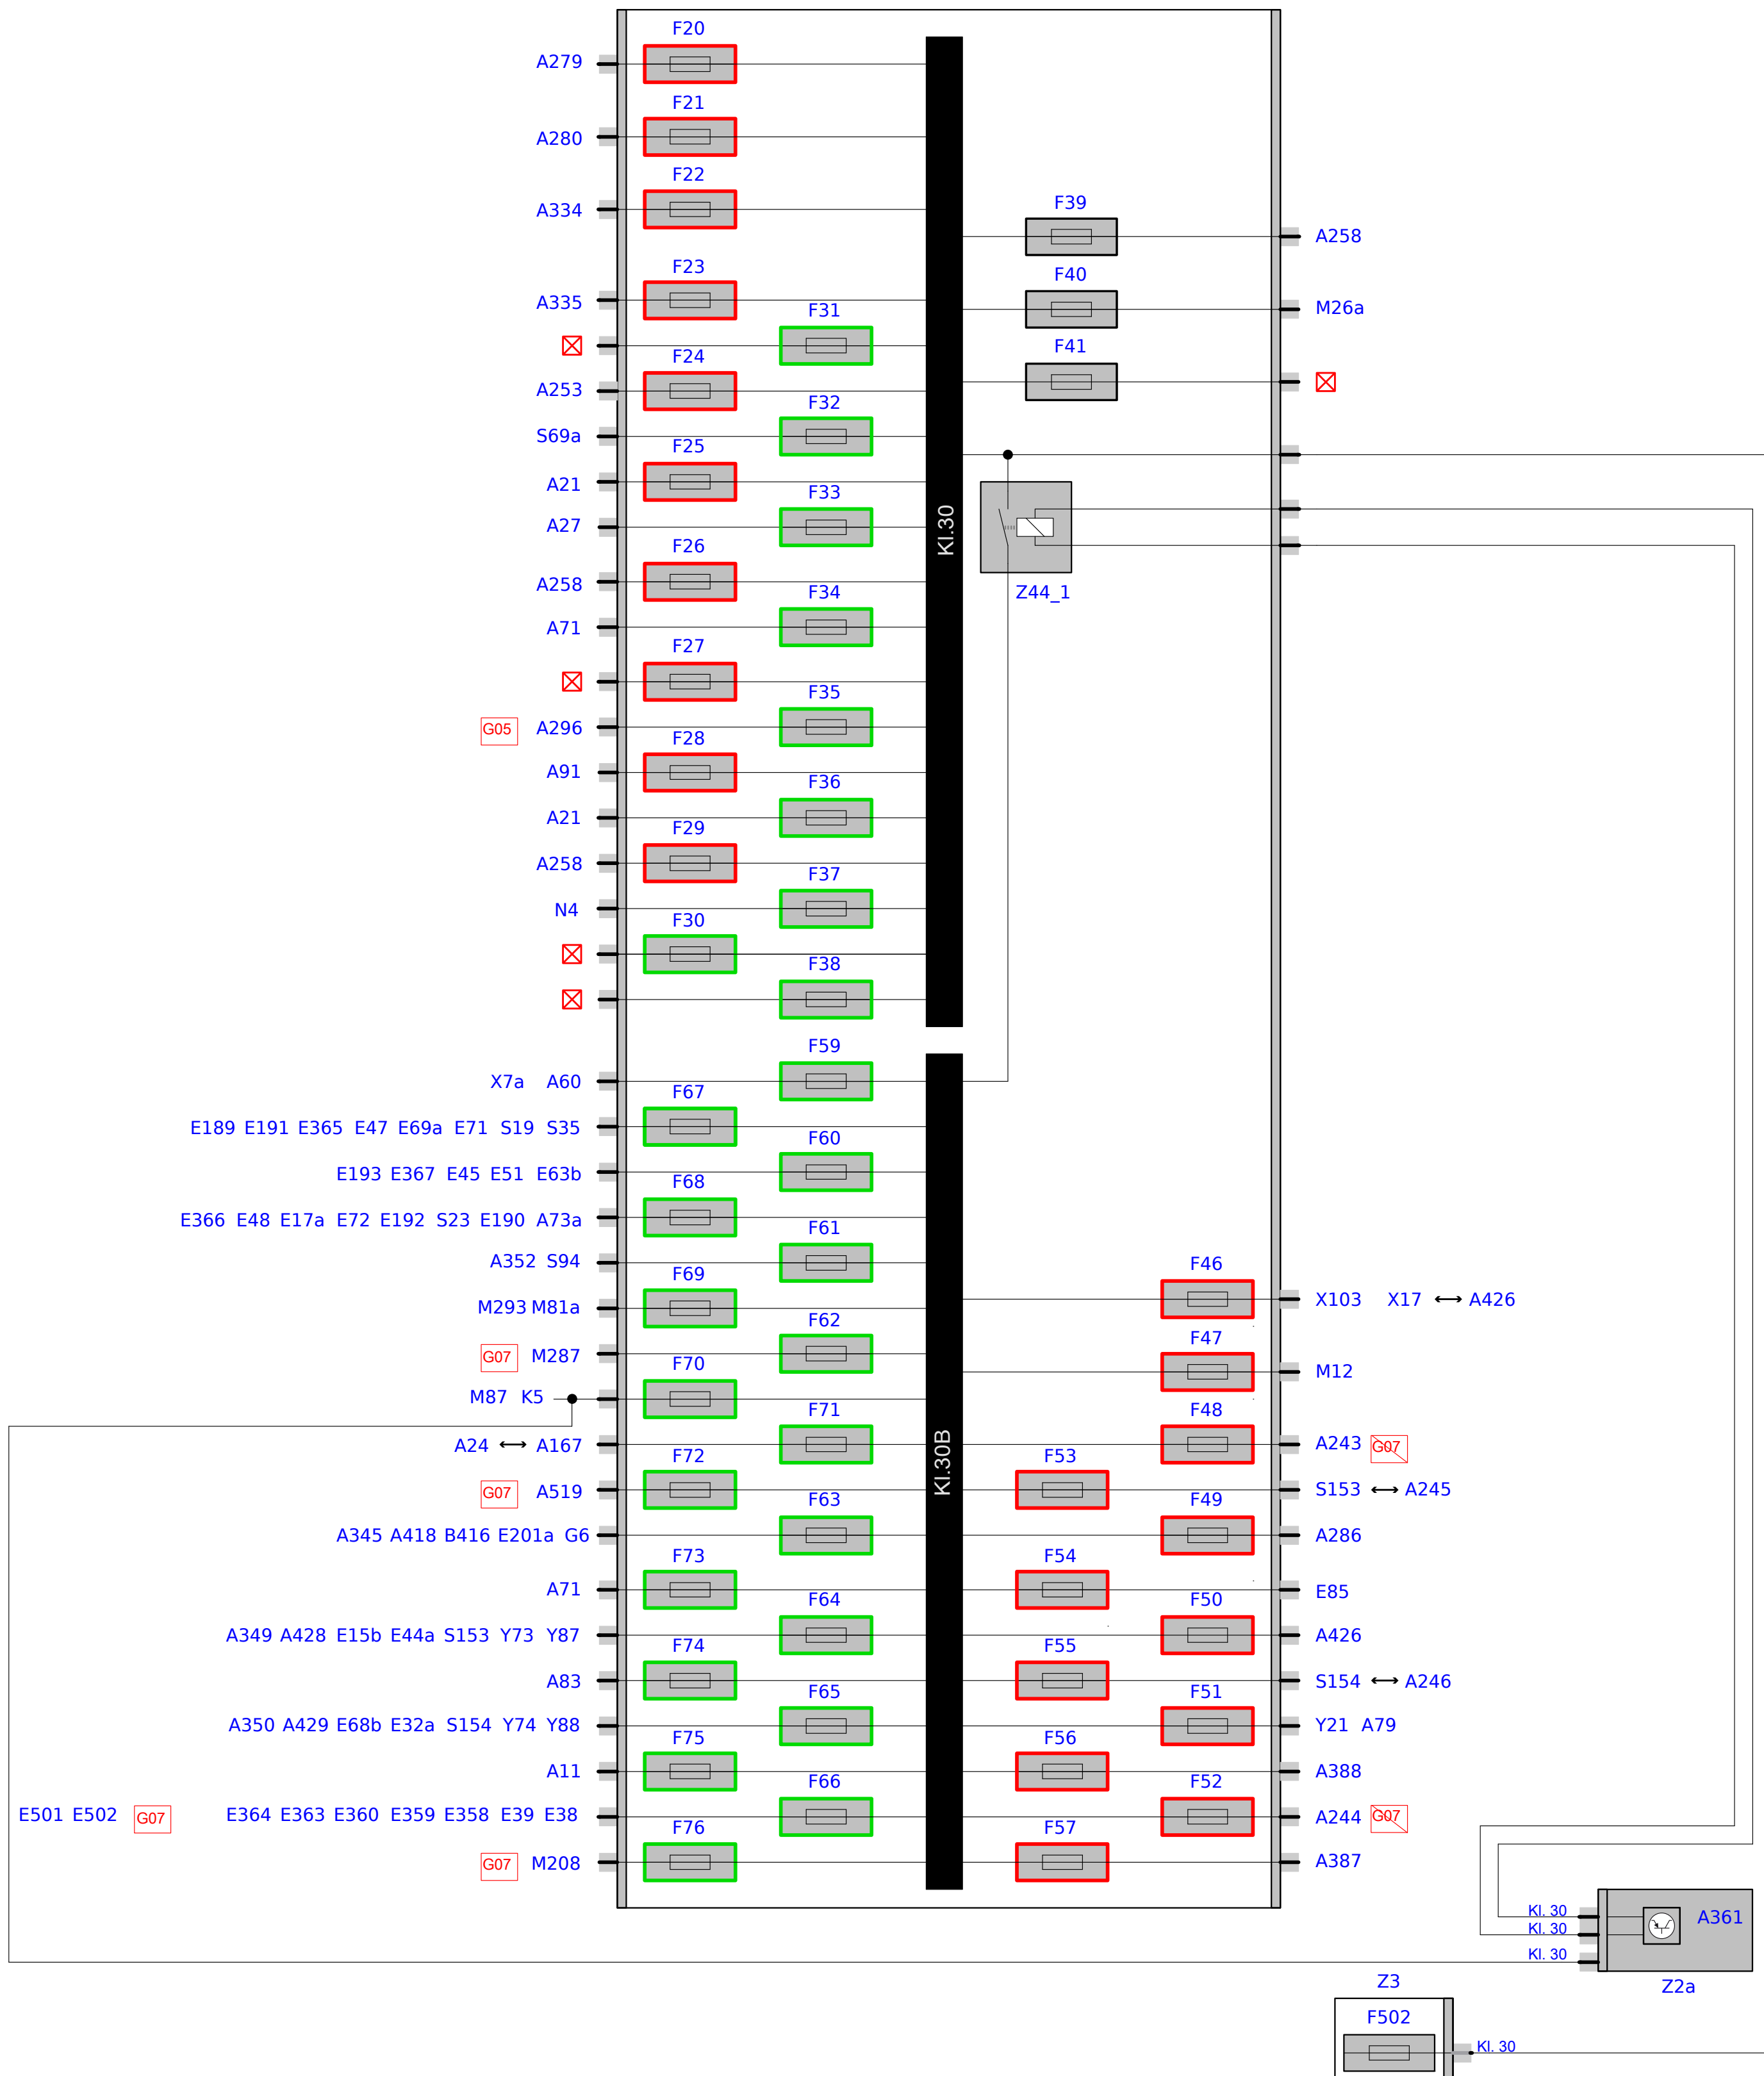 F20
A279
F21
A280
F22
A334
F39
A258
F23
F40
A335
F31
M26a
F24
F41
A253
F32
S69a
F25
A21
F33
A27
Kl.30
F26
A258
F34
Z44_1
A71
F27
F35
G05 A296
F28
A91
F36
A21
F29
A258
F37
N4
F30
F38
F59
X7a A60
F67
E189 E191 E365 E47 E69a E71 S19 S35
F60
E193 E367 E45 E51 E63b
F68
E366 E48 E17a E72 E192 S23 E190 A73a
F61
A352 S94
F46
F69
M293 M81a
X103 X17 ↔ A426
F62
F47
G07 M287
F70
M12
M87 K5
F71
F48
A24 ↔ A167
A243 G07
F72
F53
Kl.30B
G07 A519
S153 ↔ A245
F63
F49
A345 A418 B416 E201a G6
A286
F73
F54
A71
E85
F64
F50
A349 A428 E15b E44a S153 Y73 Y87
A426
F74
F55
A83
S154 ↔ A246
F65
F51
A350 A429 E68b E32a S154 Y74 Y88
Y21 A79
F75
F56
A11
A388
F66
F52
E501 E502 G07 E364 E363 E360 E359 E358 E39 E38
A244 G07
F76
F57
G07 M208
A387
Kl. 30
A361
Kl. 30
Kl. 30
Z2a
Z3
F502
Kl. 30